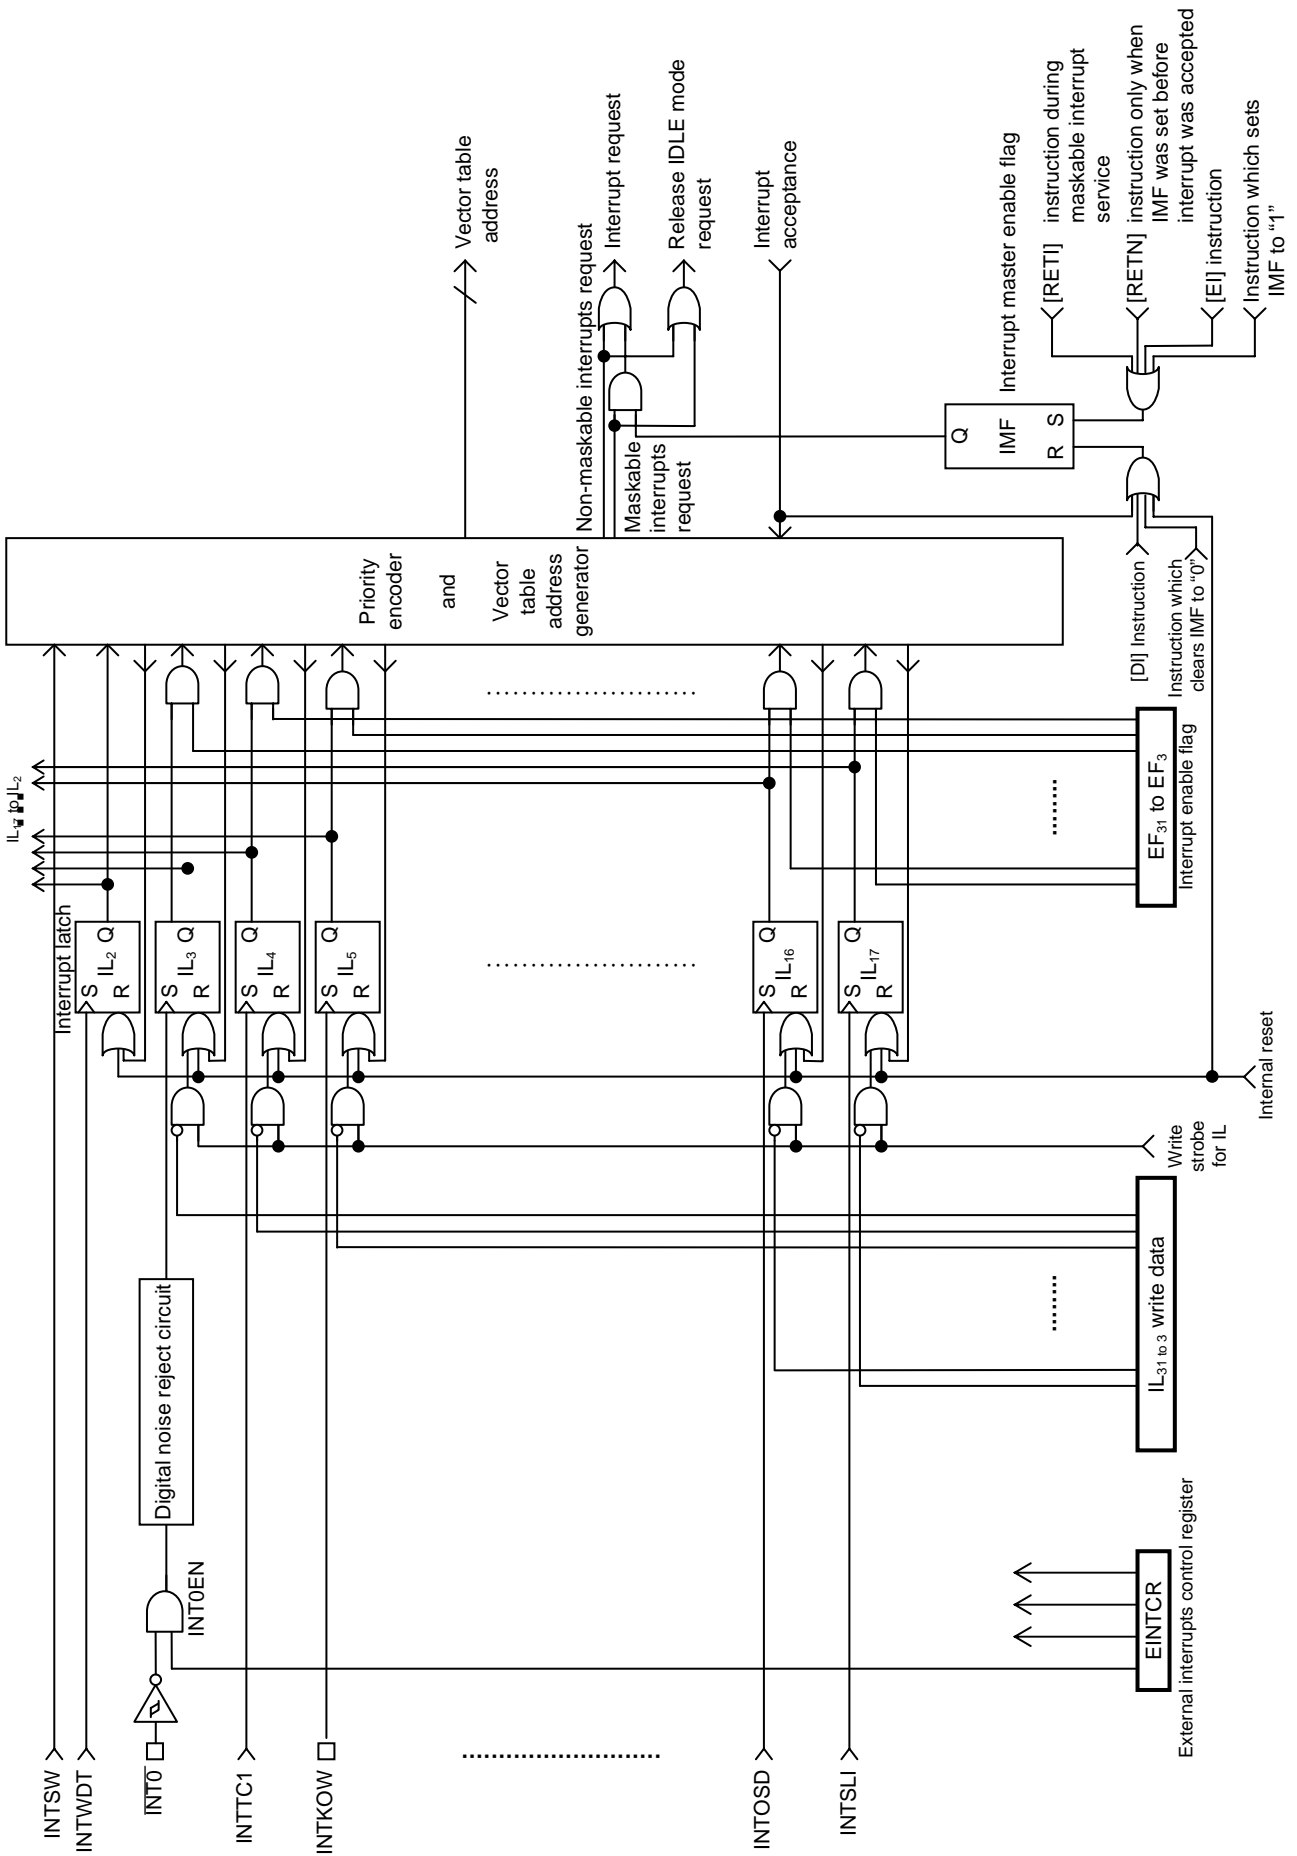 INTSW
INTWDT
INT0
INTTC1
INTKOW
INTOSD
INTSLI
INT0EN
Digital noise reject circuit
EINTCR
External interrupts control register
IL31 to 3 write data
Write
strobe
for IL
Internal reset
Interrupt latch
S
IL2
Q
R
S
IL3
Q
R
S
IL4
Q
R
S
IL5
Q
R
S
IL16
Q
R
S
IL17
Q
R
IL17 to IL2
EF31 to EF3
Interrupt enable flag
Priority
encoder
and
Vector
table
address
generator
Vector table
address
Non-maskable interrupts request
Maskable
interrupts
request
Interrupt request
Release IDLE mode
request
Interrupt
acceptance
Interrupt master enable flag
Q
IMF
R
S
[DI] Instruction
Instruction which
clears IMF to “0”
[RETI] instruction during
maskable interrupt
service
[RETN] instruction only when
IMF was set before
interrupt was accepted
[EI] instruction
Instruction which sets
IMF to “1”